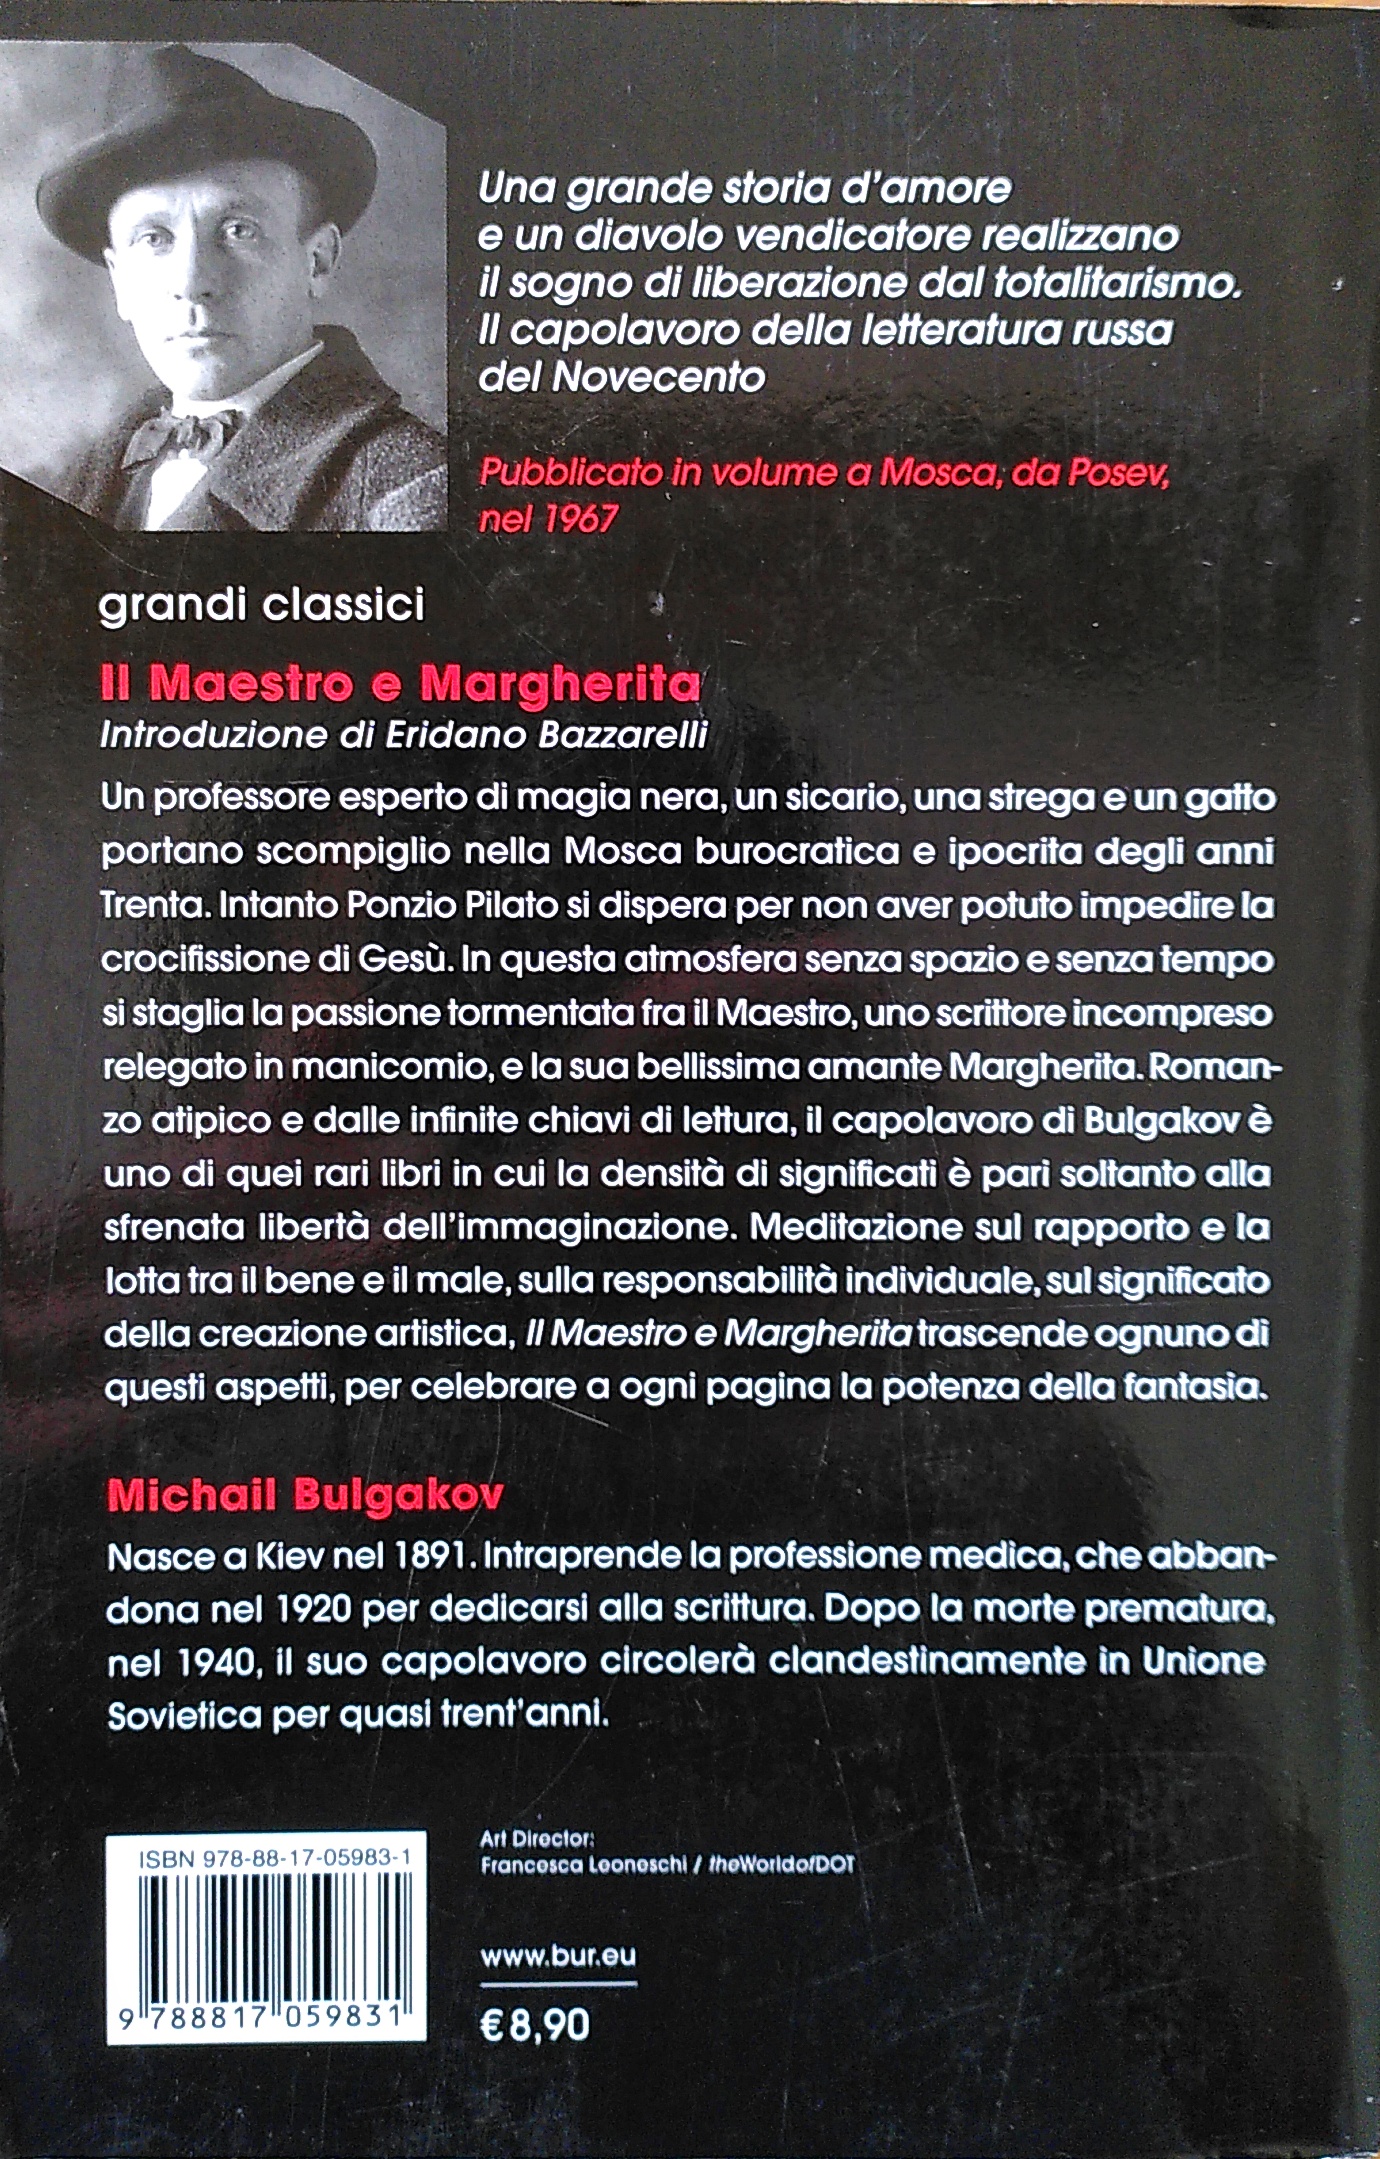 Una grande storia d'amore
e un diavolo vendicatore realizzano
il sogno di liberazione dal totalitarismo.
Il capolavoro della letteratura russa
del Novecento
Pubblicato in volume a Mosca, da Posev,
nel 1967
grandi classici
Il Maestro e Margherita
Introduzione di Eridano Bazzarelli
Un professore esperto di magia nera, un sicario, una strega e un gatto
portano scompiglio nella Mosca burocratica e ipocrita degli anni
Trenta. Intanto Ponzio Pilato si dispera per non aver potuto impedire la
crocifissione di Gesù. In questa atmosfera senza spazio e senza tempo
si staglia la passione tormentata fra il Maestro, uno scrittore incompreso
relegato in manicomio, e la sua bellissima amante Margherita. Roman-
zo atipico e dalle infinite chiavi di lettura, il capolavoro di Bulgakov è
uno di quei rari libri in cui la densità di significati è pari soltanto alla
sfrenata libertà dell'immaginazione. Meditazione sul rapporto e la
lotta tra il bene e il male, sulla responsabilità individuale, sul significato
della creazione artistica, Il Maestro e Margherita trascende ognuno di
questi aspetti, per celebrare a ogni pagina la potenza della fantasia.
Michail Bulgakov
Nasce a Kiev nel 1891. Intraprende la professione medica, che abban-
dona nel 1920 per dedicarsi alla scrittura. Dopo la morte prematura,
nel 1940, il suo capolavoro circolerà clandestinamente in Unione
Sovietica per quasi trent'anni.
ISBN 978-88-17-05983-1
9 788817 059831
Art Director:
Francesca Leoneschi / theWorldofDOT
www.bur.eu
€ 8,90